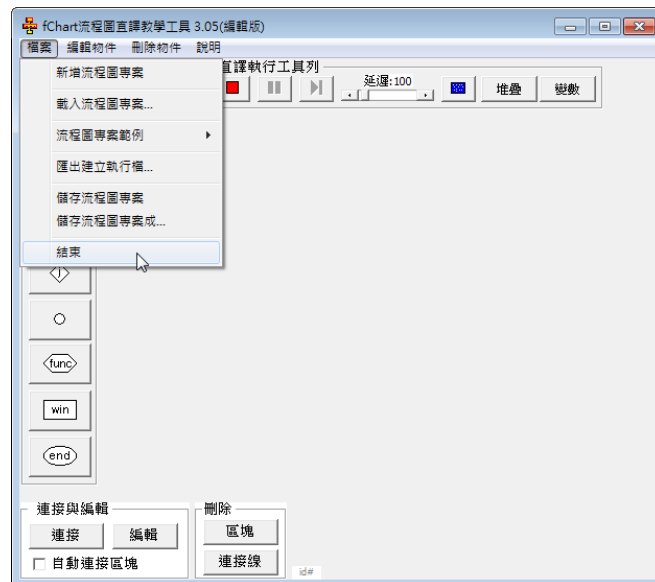 fChart流程圖直譯教學工具 3.05(編輯版)
檔案 編輯物件 刪除物件 說明
直譯執行工具列
新增流程圖專案
載入流程圖專案...
流程圖專案範例
匯出建立執行檔...
儲存流程圖專案
儲存流程圖專案成...
結束
延遲:100
堆疊 變數
i
func
win
end
連接與編輯
連接 編輯
自動連接區塊
刪除
區塊
連接線
id#